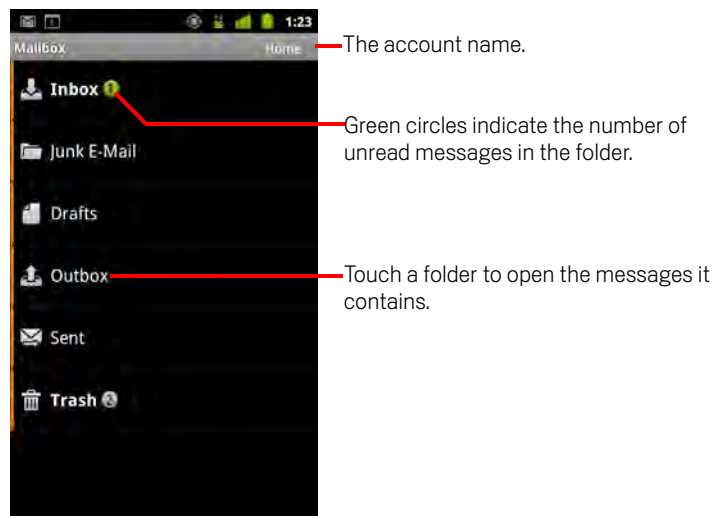 1:23
Mailbox
Home
The account name.
Inbox 1
Green circles indicate the number of
unread messages in the folder.
Junk E-Mail
Drafts
Outbox
Touch a folder to open the messages it
contains.
Sent
Trash